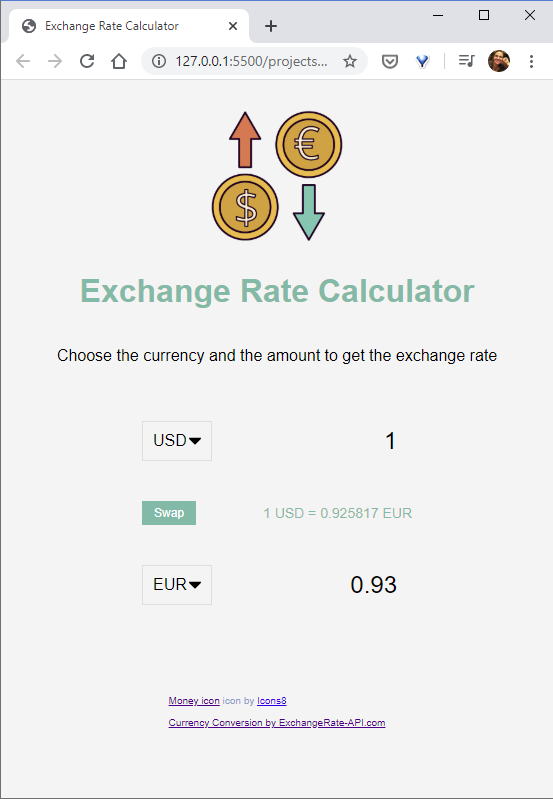 Exchange Rate Calculator
127.0.0.1:5500/projects...
€
$
Exchange Rate Calculator
Choose the currency and the amount to get the exchange rate
USD 1
Swap 1 USD = 0.925817 EUR
EUR 0.93
Money icon icon by Icons8
Currency Conversion by ExchangeRate-API.com